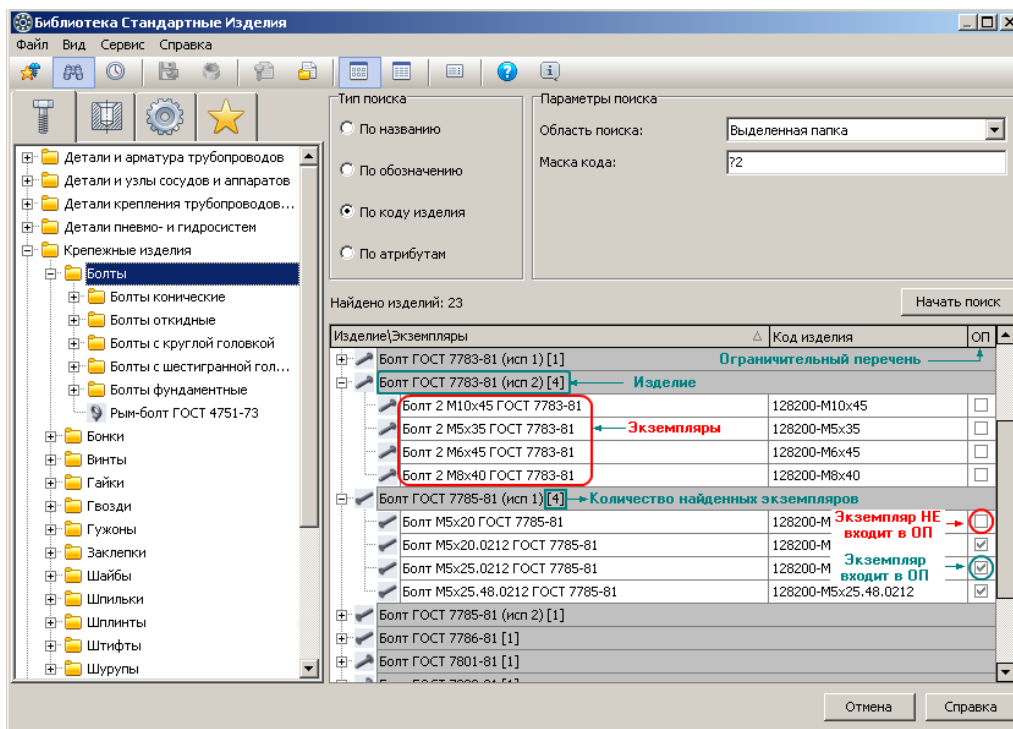 Библиотека Стандартные Изделия
Файл Вид Сервис Справка
Детали и арматура трубопроводов
Детали и узлы сосудов и аппаратов
Детали крепления трубопроводов...
Детали пневмо- и гидросистем
Крепежные изделия
Болты
Болты конические
Болты откидные
Болты с круглой головкой
Болты с шестигранной гол...
Болты фундаментные
Рым-болт ГОСТ 4751-73
Бонки
Винты
Гайки
Гвозди
Гужоны
Заклепки
Шайбы
Шпильки
Шплинты
Штифты
Шурупы
Тип поиска
По названию
По обозначению
По коду изделия
По атрибутам
Параметры поиска
Область поиска: Выделенная папка
Маска кода: ?2
Найдено изделий: 23
Начать поиск
Изделие\Экземпляры Код изделия ОП
Болт ГОСТ 7783-81 (исп 1) [1] Ограничительный перечень
Болт ГОСТ 7783-81 (исп 2) [4] Изделие
Болт 2 М10х45 ГОСТ 7783-81 128200-М10х45
Болт 2 М5х35 ГОСТ 7783-81 Экземпляры 128200-М5х35
Болт 2 М6х45 ГОСТ 7783-81 128200-М6х45
Болт 2 М8х40 ГОСТ 7783-81 128200-М8х40
Болт ГОСТ 7785-81 (исп 1) [4] Количество найденных экземпляров
Болт М5х20 ГОСТ 7785-81 128200-М
Экземпляр НЕ
входит в ОП
Болт М5х20.0212 ГОСТ 7785-81 128200-М
Болт М5х25.0212 ГОСТ 7785-81 128200-М
Экземпляр
входит в ОП
Болт М5х25.48.0212 ГОСТ 7785-81 128200-М5х25.48.0212
Болт ГОСТ 7785-81 (исп 2) [1]
Болт ГОСТ 7786-81 [1]
Болт ГОСТ 7801-81 [1]
Отмена Справка